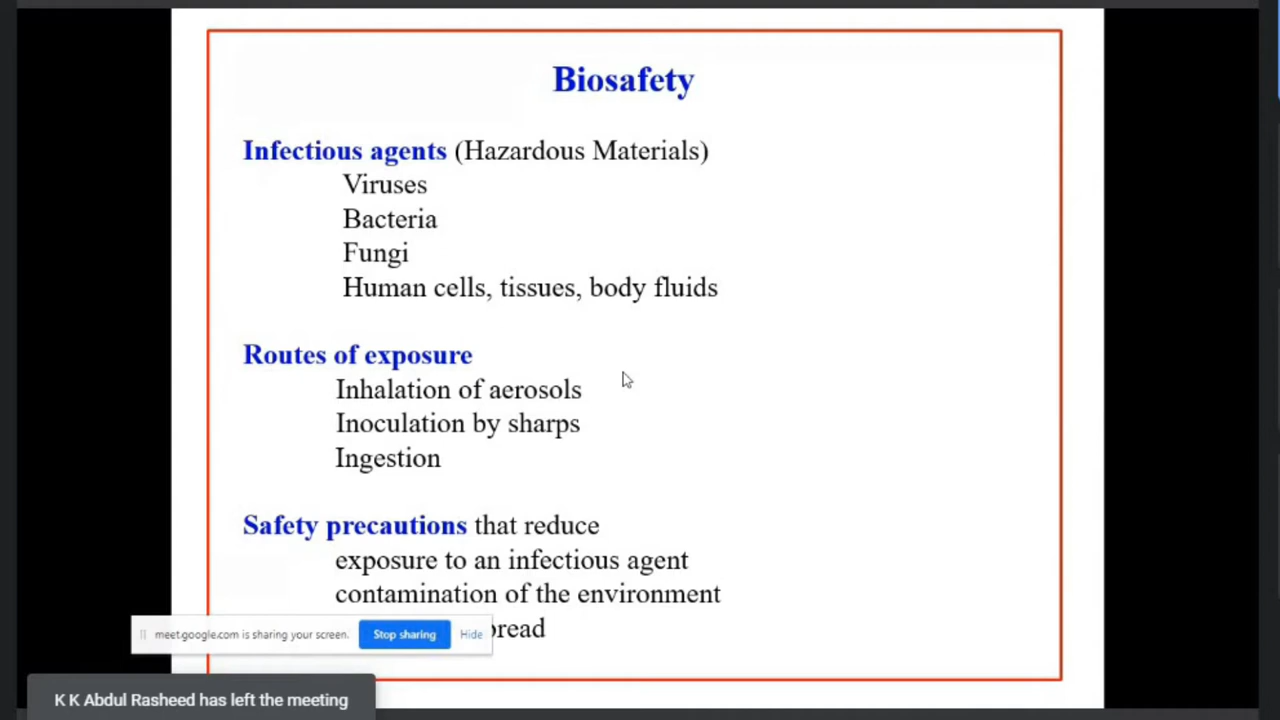 Biosafety
Infectious agents (Hazardous Materials)
Viruses
Bacteria
Fungi
Human cells, tissues, body fluids
Routes of exposure
Inhalation of aerosols
Inoculation by sharps
Ingestion
Safety precautions that reduce
exposure to an infectious agent
contamination of the environment
meet.google.com is sharing your screen. Stop sharing Hide
K K Abdul Rasheed has left the meeting